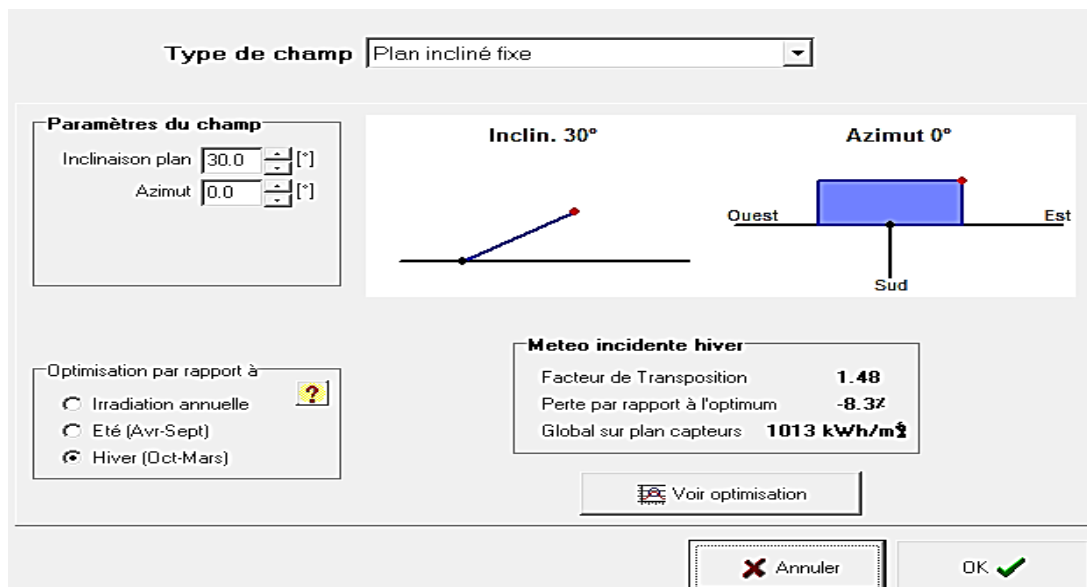 Type de champ Plan incliné fixe
Paramètres du champ
Inclinaison plan 30.0 [°]
Azimut 0.0 [°]
Inclin. 30°
Azimut 0°
Ouest
Est
Sud
Optimisation par rapport à
?
Irradiation annuelle
Eté (Avr-Sept)
Hiver (Oct-Mars)
Meteo incidente hiver
Facteur de Transposition 1.48
Perte par rapport à l'optimum -8.3%
Global sur plan capteurs 1013 kWh/m²
Voir optimisation
Annuler
OK